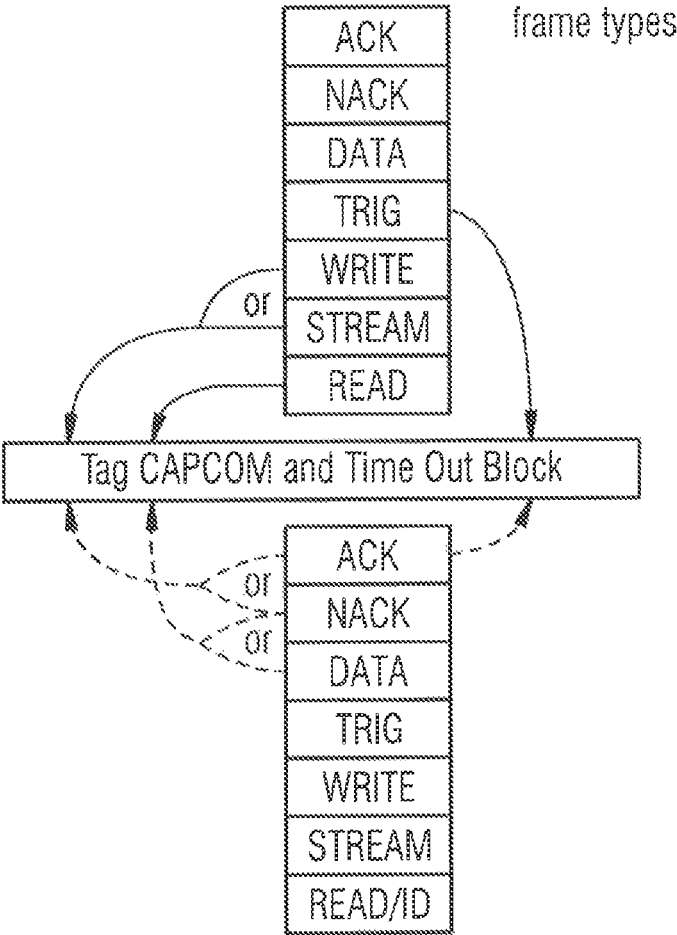 frame types
ACK
NACK
DATA
TRIG
WRITE
or
STREAM
READ
Tag CAPCOM and Time Out Block
ACK
or
NACK
or
DATA
TRIG
WRITE
STREAM
READ/ID